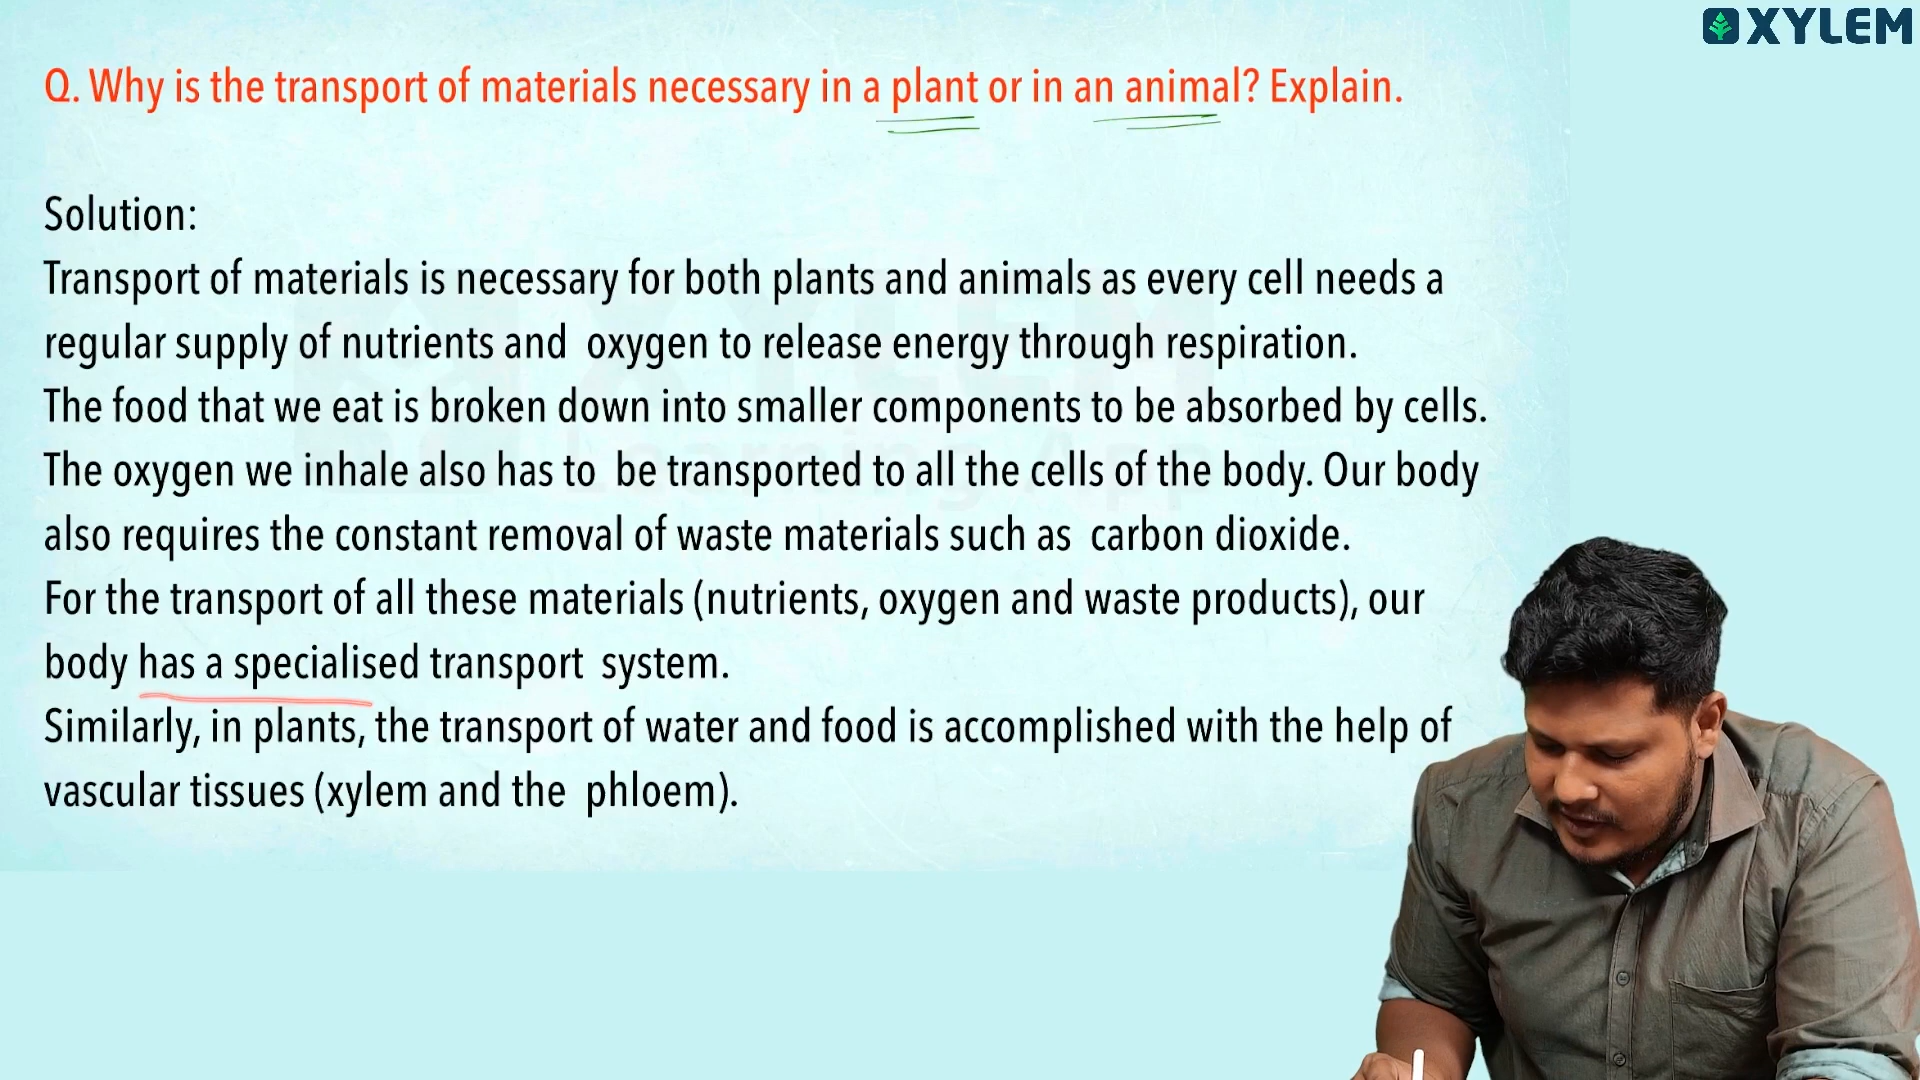 XYLEM
Q. Why is the transport of materials necessary in a plant or in an animal? Explain.
Solution:
Transport of materials is necessary for both plants and animals as every cell needs a
regular supply of nutrients and oxygen to release energy through respiration.
The food that we eat is broken down into smaller components to be absorbed by cells.
The oxygen we inhale also has to be transported to all the cells of the body. Our body
also requires the constant removal of waste materials such as carbon dioxide.
For the transport of all these materials (nutrients, oxygen and waste products), our
body has a specialised transport system.
Similarly, in plants, the transport of water and food is accomplished with the help of
vascular tissues (xylem and the phloem).
XYLEM
Learning App